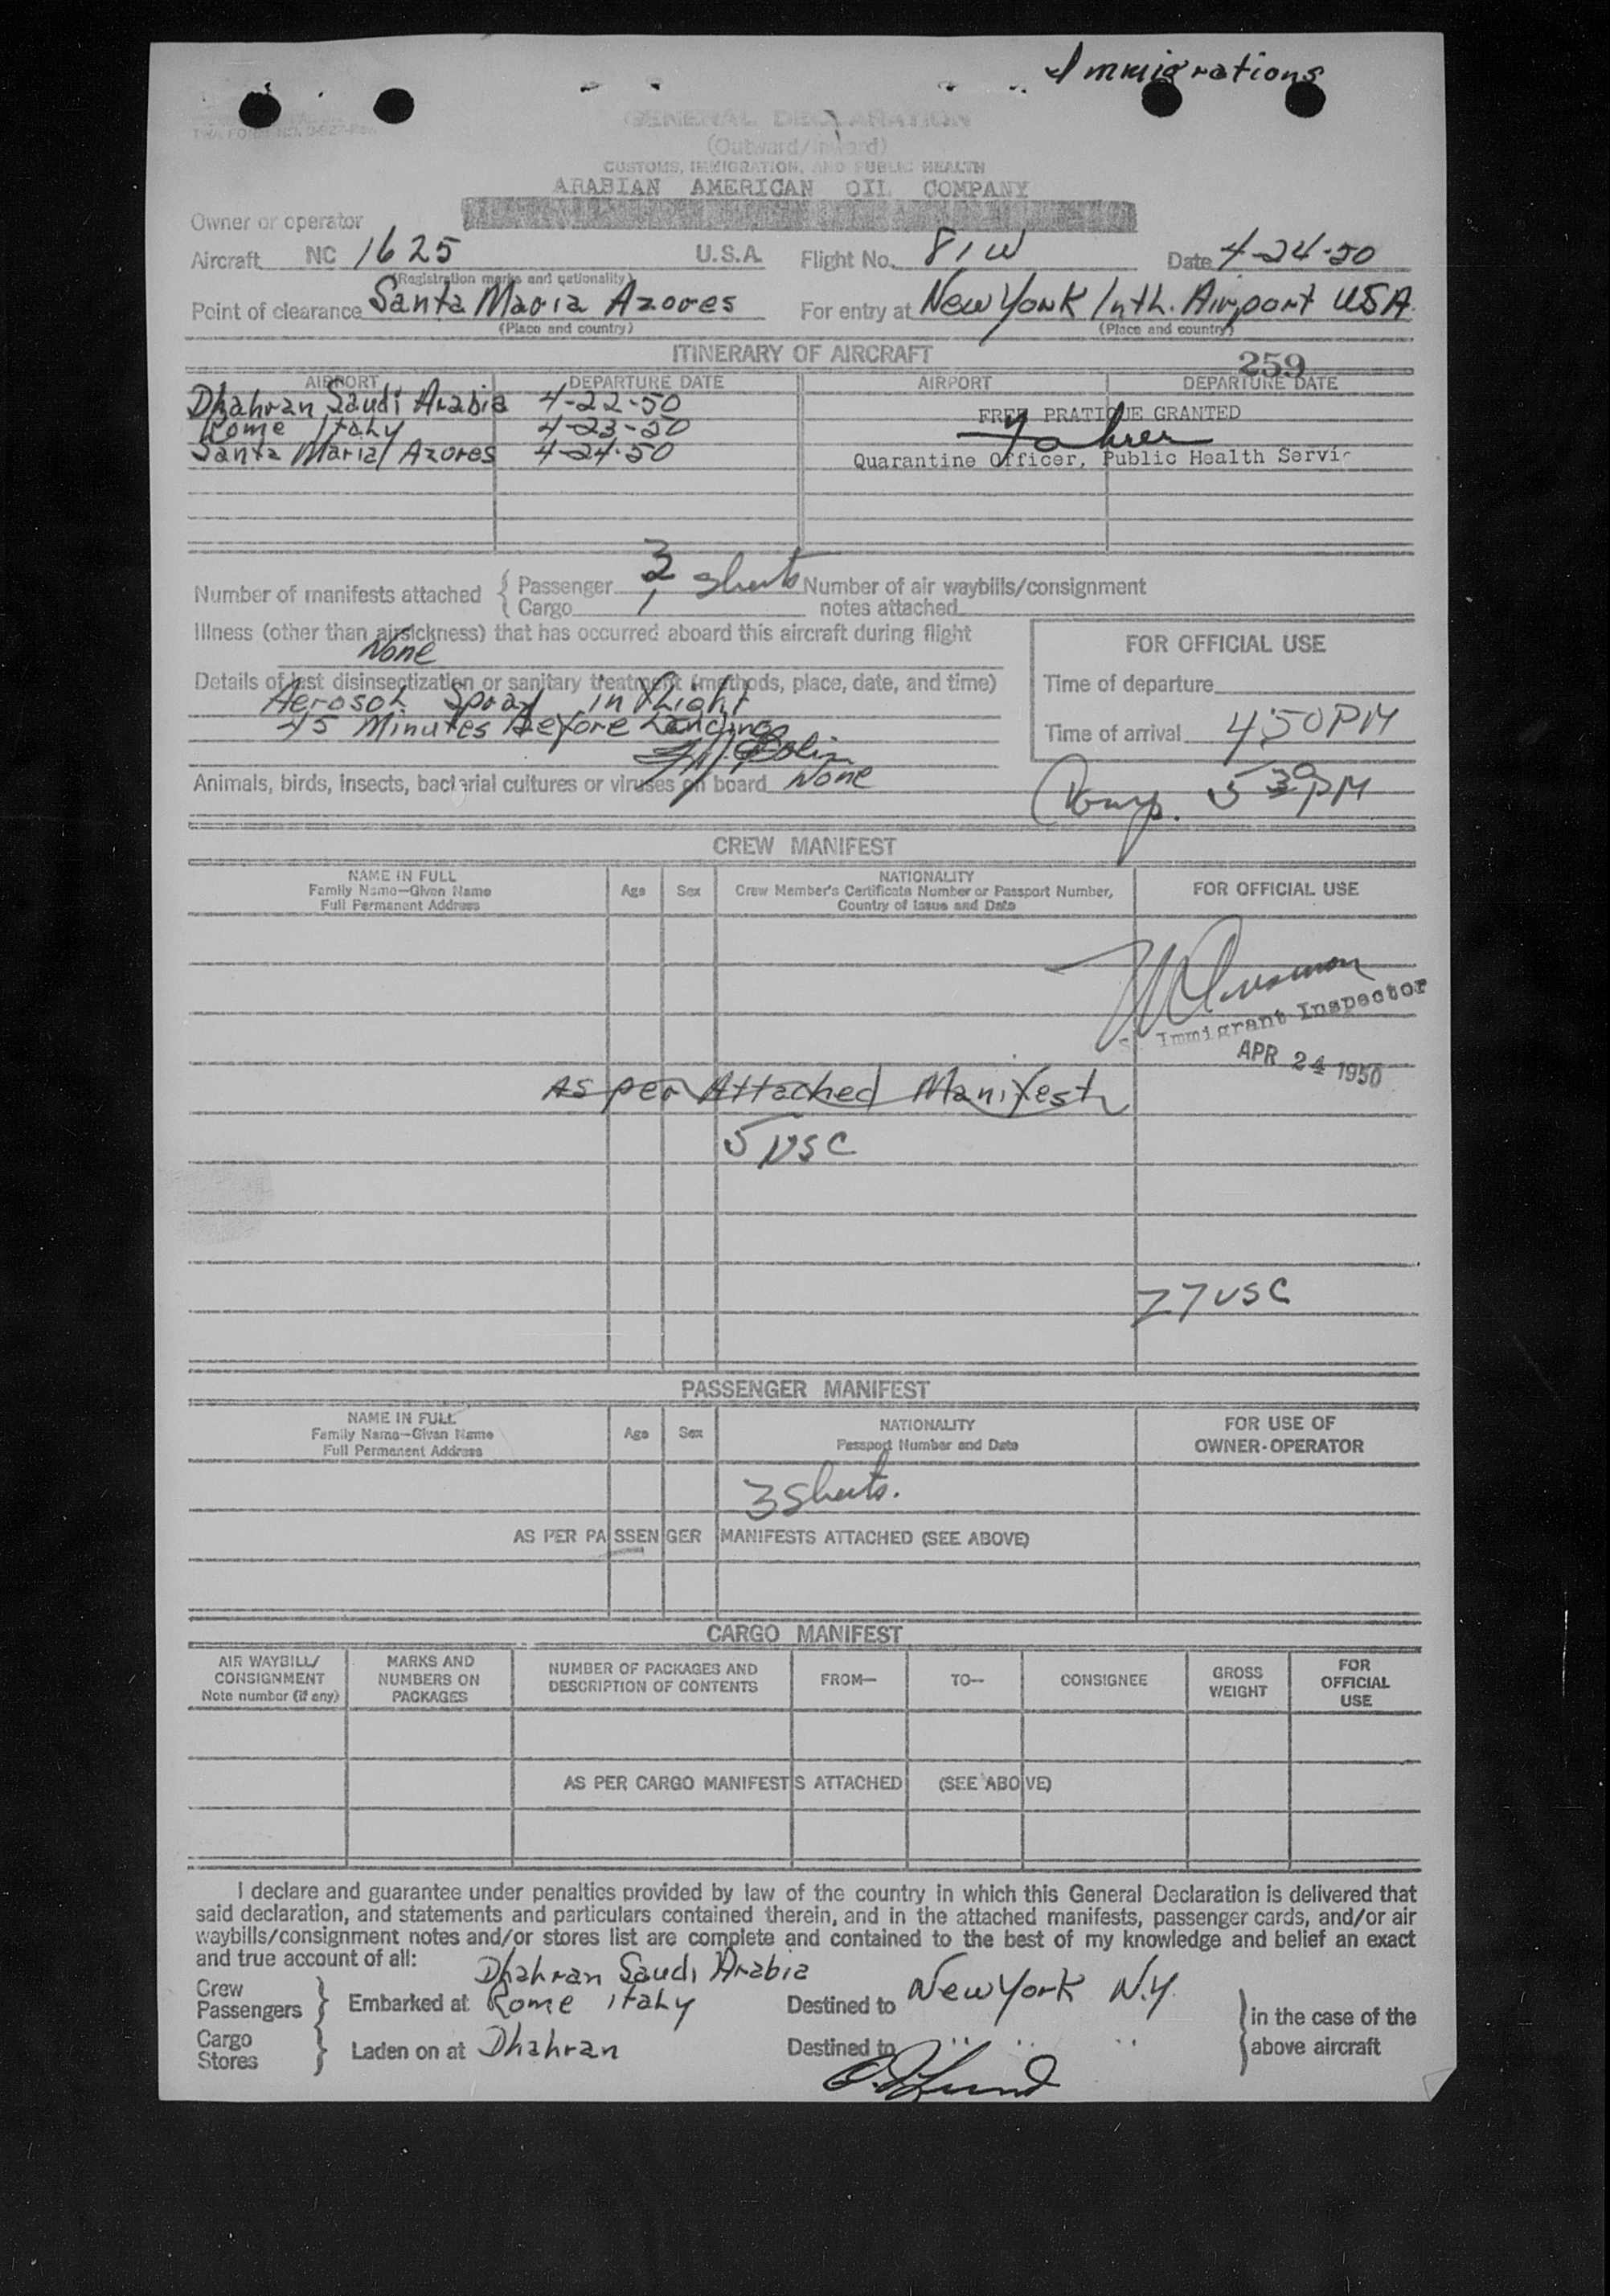 Immigrations
GENERAL DECLARATION
(Outward/Inward)
CUSTOMS, IMMIGRATION, AND PUBLIC HEALTH
ARABIAN AMERICAN OIL COMPANY
Owner or operator
Aircraft NC 1625 U.S.A. Flight No. 81W Date 4-24-50
(Registration marks and nationality)
Point of clearance Santa Maria Azores For entry at New York Intl. Airport USA
(Place and country) (Place and country)
ITINERARY OF AIRCRAFT 259
AIRPORT DEPARTURE DATE AIRPORT DEPARTURE DATE
Dhahran, Saudi Arabia 4-22-50 FREE PRATIQUE GRANTED
Rome Italy 4-23-50
Santa Maria Azores 4-24-50 Quarantine Officer, Public Health Servic
Number of manifests attached { Passenger 3 sheets Number of air waybills/consignment
Cargo 1 notes attached
Illness (other than airsickness) that has occurred aboard this aircraft during flight
None
FOR OFFICIAL USE
Details of last disinsectization or sanitary treatment (methods, place, date, and time)
Time of departure
Aerosol Spray in Flight
45 Minutes Before Landing
Time of arrival 4:50 PM
Animals, birds, insects, bacterial cultures or viruses on board None
Comp. 5 30 PM
CREW MANIFEST
NAME IN FULL
Family Name—Given Name
Full Permanent Address
Age Sex
NATIONALITY
Crew Member's Certificate Number or Passport Number,
Country of Issue and Date
FOR OFFICIAL USE
Immigrant Inspector
APR 24 1950
As per Attached Manifest
5 USC
27 USC
PASSENGER MANIFEST
NAME IN FULL
Family Name—Given Name
Full Permanent Address
Age Sex
NATIONALITY
Passport Number and Date
FOR USE OF
OWNER-OPERATOR
3 Sheets.
AS PER PASSENGER MANIFESTS ATTACHED (SEE ABOVE)
CARGO MANIFEST
AIR WAYBILL/
CONSIGNMENT
Note number (if any)
MARKS AND
NUMBERS ON
PACKAGES
NUMBER OF PACKAGES AND
DESCRIPTION OF CONTENTS
FROM—
TO—
CONSIGNEE
GROSS
WEIGHT
FOR
OFFICIAL
USE
AS PER CARGO MANIFESTS ATTACHED (SEE ABOVE)
I declare and guarantee under penalties provided by law of the country in which this General Declaration is delivered that
said declaration, and statements and particulars contained therein, and in the attached manifests, passenger cards, and/or air
waybills/consignment notes and/or stores list are complete and contained to the best of my knowledge and belief an exact
and true account of all:
Dhahran Saudi Arabia
Crew
Passengers } Embarked at Rome Italy Destined to New York N.Y. } in the case of the
Cargo
Stores } Laden on at Dhahran Destined to " " " above aircraft